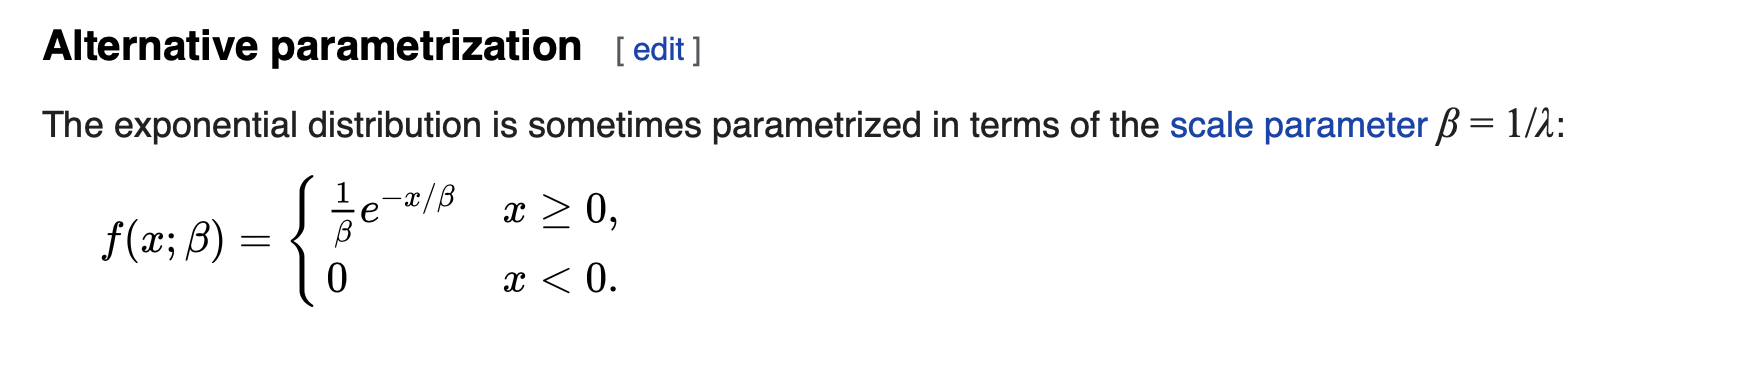 Alternative parametrization [ edit ]
The exponential distribution is sometimes parametrized in terms of the scale parameter β = 1/λ:
f(x; β) = { 1/β e^{−x/β} x ≥ 0,
0 x < 0.